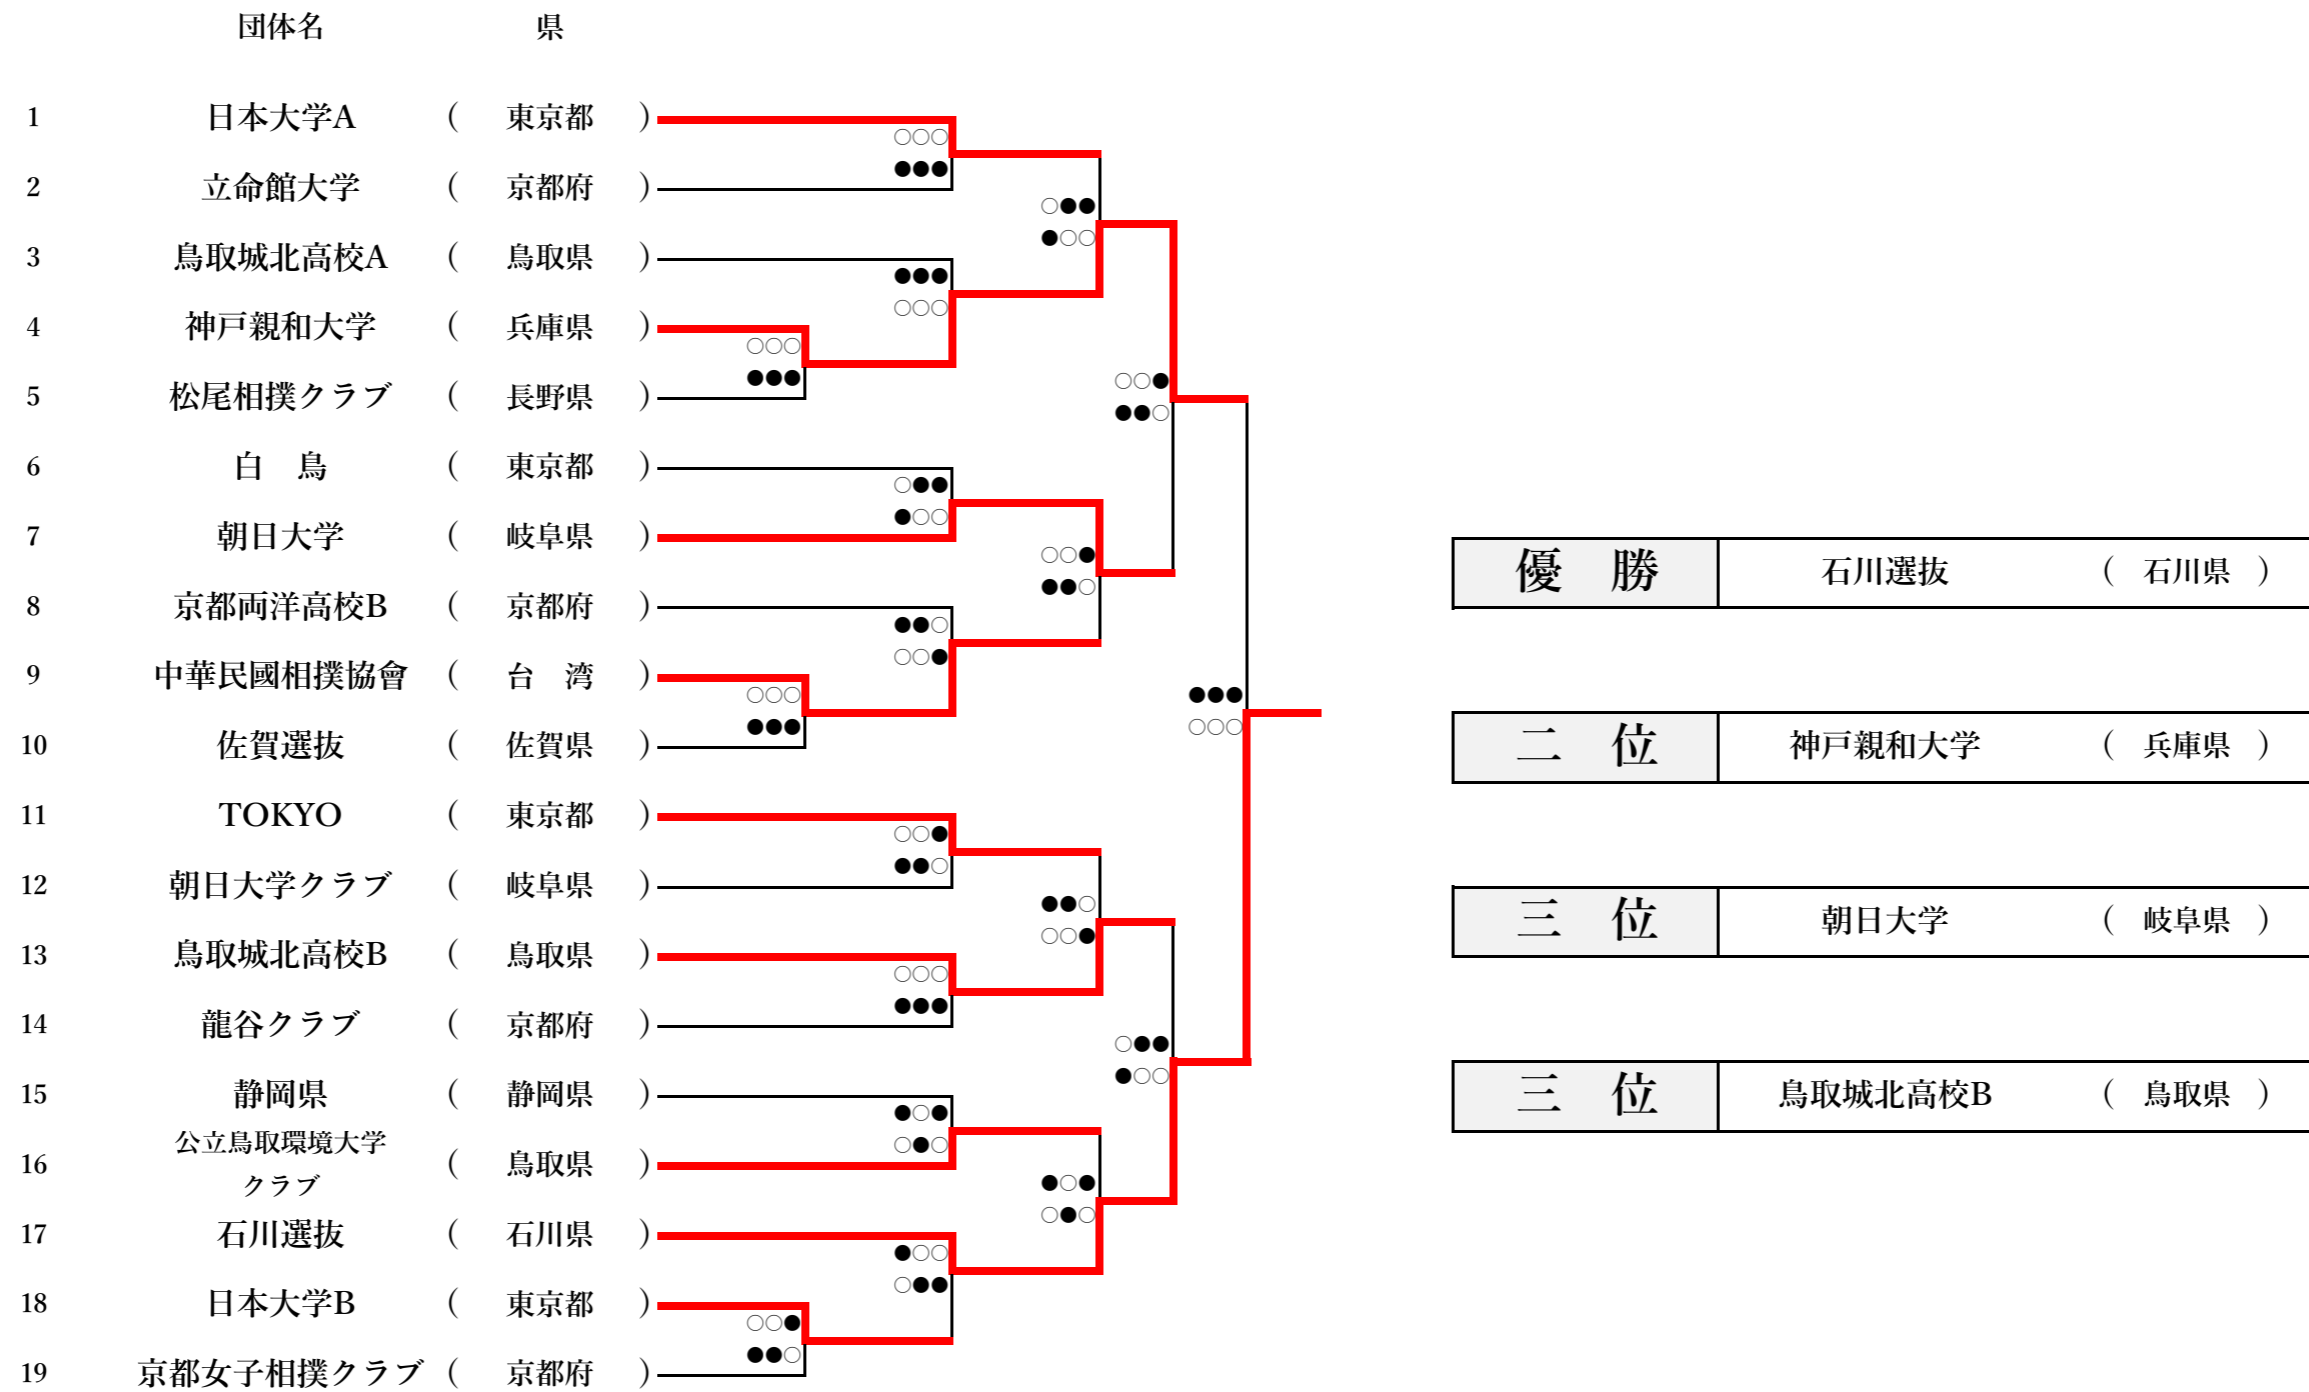 団体名 県
1 日本大学A ( 東京都 )
○○○
●●●
2 立命館大学 ( 京都府 )
○●●
●○○
3 鳥取城北高校A ( 鳥取県 )
●●●
○○○
4 神戸親和大学 ( 兵庫県 )
○○○
●●●
5 松尾相撲クラブ ( 長野県 )
○○●
●●○
6 白 鳥 ( 東京都 )
○●●
●○○
7 朝日大学 ( 岐阜県 )
○○●
●●○
8 京都両洋高校B ( 京都府 )
●●○
○○●
9 中華民國相撲協會 ( 台 湾 )
○○○
●●●
10 佐賀選抜 ( 佐賀県 )
●●●
○○○
11 TOKYO ( 東京都 )
○○●
●●○
12 朝日大学クラブ ( 岐阜県 )
●●○
○○●
13 鳥取城北高校B ( 鳥取県 )
○○○
●●●
14 龍谷クラブ ( 京都府 )
○●●
●○○
15 静岡県 ( 静岡県 )
●○●
○●○
16 公立鳥取環境大学
クラブ ( 鳥取県 )
●○●
○●○
17 石川選抜 ( 石川県 )
●○○
○●●
18 日本大学B ( 東京都 )
○○●
●●○
19 京都女子相撲クラブ ( 京都府 )
優 勝 石川選抜 ( 石川県 )
二 位 神戸親和大学 ( 兵庫県 )
三 位 朝日大学 ( 岐阜県 )
三 位 鳥取城北高校B ( 鳥取県 )